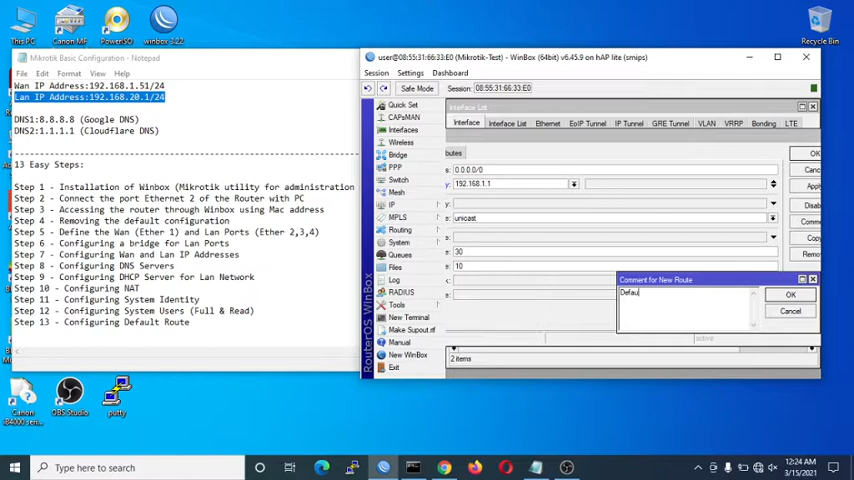 This PC
Canon MF
PowerISO
winbox 3.22
Recycle Bin
Mikrotik Basic Configuration - Notepad
File Edit Format View Help
Wan IP Address:192.168.1.51/24
Lan IP Address:192.168.20.1/24
DNS1:8.8.8.8 (Google DNS)
DNS2:1.1.1.1 (Cloudflare DNS)
13 Easy Steps:
Step 1 - Installation of Winbox (Mikrotik utility for administration
Step 2 - Connect the port Ethernet 2 of the Router with PC
Step 3 - Accessing the router through Winbox using Mac address
Step 4 - Removing the default configuration
Step 5 - Define the Wan (Ether 1) and Lan Ports (Ether 2,3,4)
Step 6 - Configuring a bridge for Lan Ports
Step 7 - Configuring Wan and Lan IP Addresses
Step 8 - Configuring DNS Servers
Step 9 - Configuring DHCP Server for Lan Network
Step 10 - Configuring NAT
Step 11 - Configuring System Identity
Step 12 - Configuring System Users (Full & Read)
Step 13 - Configuring Default Route
user@08:55:31:66:33:E0 (Mikrotik-Test) - WinBox (64bit) v6.45.9 on hAP lite (smips)
Session Settings Dashboard
Safe Mode Session: 08:55:31:66:33:E0
RouterOS WinBox
Quick Set
CAPsMAN
Interfaces
Wireless
Bridge
PPP
Switch
Mesh
IP
MPLS
Routing
System
Queues
Files
Log
RADIUS
Tools
New Terminal
Make Supout.rif
Manual
New WinBox
Exit
Interface List
Interface Interface List Ethernet EoIP Tunnel IP Tunnel GRE Tunnel VLAN VRRP Bonding LTE
butes
s: 0.0.0.0/0
y: 192.168.1.1
unicast
30
10
OK
Canc
Apply
Disab
Comme
Copy
Remov
Comment for New Route
Defau
OK
Cancel
active
2 items
Canon
iB4000 seri...
OBS Studio
putty
Type here to search
12:24 AM
3/15/2021